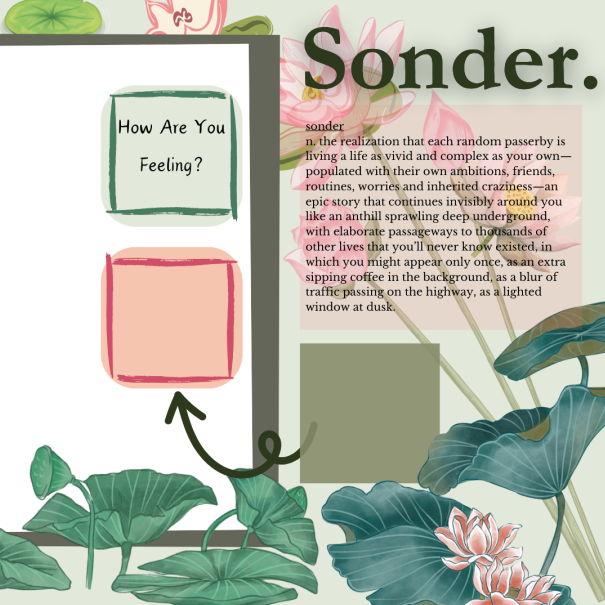 Sonder.
How Are You
Feeling?
sonder
n. the realization that each random passerby is
living a life as vivid and complex as your own—
populated with their own ambitions, friends,
routines, worries and inherited craziness—an
epic story that continues invisibly around you
like an anthill sprawling deep underground,
with elaborate passageways to thousands of
other lives that you'll never know existed, in
which you might appear only once, as an extra
sipping coffee in the background, as a blur of
traffic passing on the highway, as a lighted
window at dusk.